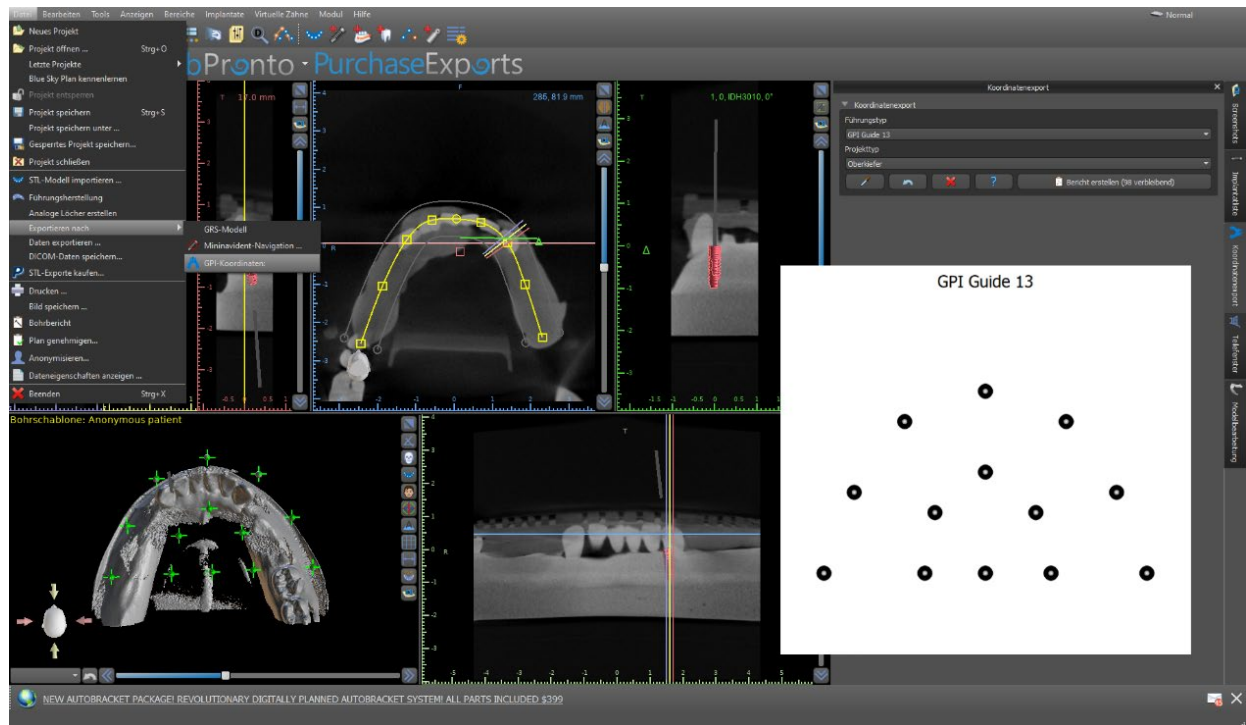 Datei Bearbeiten Tools Anzeigen Bereiche Implantate Virtuelle Zähne Modul Hilfe
Normal
Neues Projekt
Projekt öffnen ... Strg+O
Letzte Projekte
Blue Sky Plan kennenlernen
Projekt entsperren
Projekt speichern Strg+S
Projekt speichern unter ...
Gesperrtes Projekt speichern...
Projekt schließen
STL-Modell importieren ...
Führungsherstellung
Analoge Löcher erstellen
Exportieren nach
Daten exportieren ...
DICOM-Daten speichern...
STL-Exporte kaufen...
Drucken ...
Bild speichern ...
Bohrbericht
Plan genehmigen...
Anonymisieren...
Dateieigenschaften anzeigen ...
Beenden Strg+X
GRS-Modell
Mininavident-Navigation ...
GPI-Koordinaten:
bPronto PurchaseExports
T 17.0 mm
F 285, 81.9 mm
T 1, 0, IDH3010, 0°
Koordinatenexport
Koordinatenexport
Führungstyp
GPI Guide 13
Projekttyp
Oberkiefer
Bericht erstellen (98 verbleibend)
Screenshots
Implantatliste
Koordinatenexport
Teilefenster
Modellbearbeitung
GPI Guide 13
Bohrschablone: Anonymous patient
T
R
NEW AUTOBRACKET PACKAGE! REVOLUTIONARY DIGITALLY PLANNED AUTOBRACKET SYSTEM! ALL PARTS INCLUDED $399